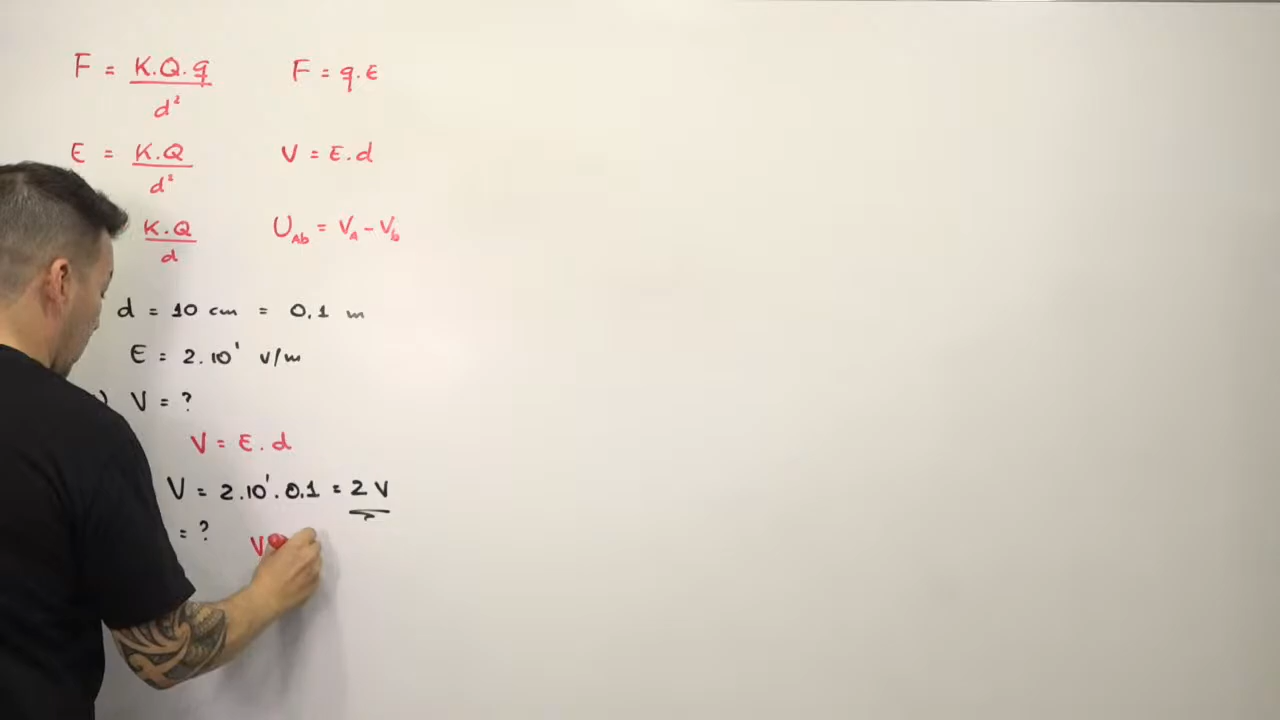 F = K.Q.q / d² F = q.E
E = K.Q / d² V = E.d
K.Q / d U_Ab = V_A - V_b
d = 10 cm = 0,1 m
E = 2.10¹ v/m
) V = ?
V = E.d
V = 2.10¹.0,1 = 2 V
= ? V